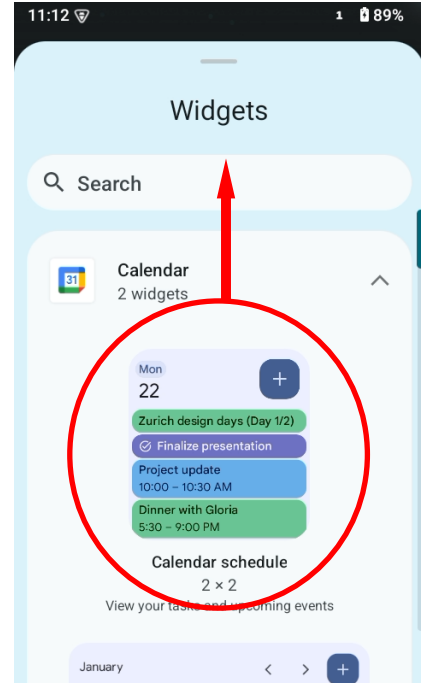 11:12
1 89%
Widgets
Search
31
Calendar
2 widgets
Mon
22
+
Zurich design days (Day 1/2)
Finalize presentation
Project update
10:00 – 10:30 AM
Dinner with Gloria
5:30 – 9:00 PM
Calendar schedule
2 × 2
View your tasks and upcoming events
January < > +